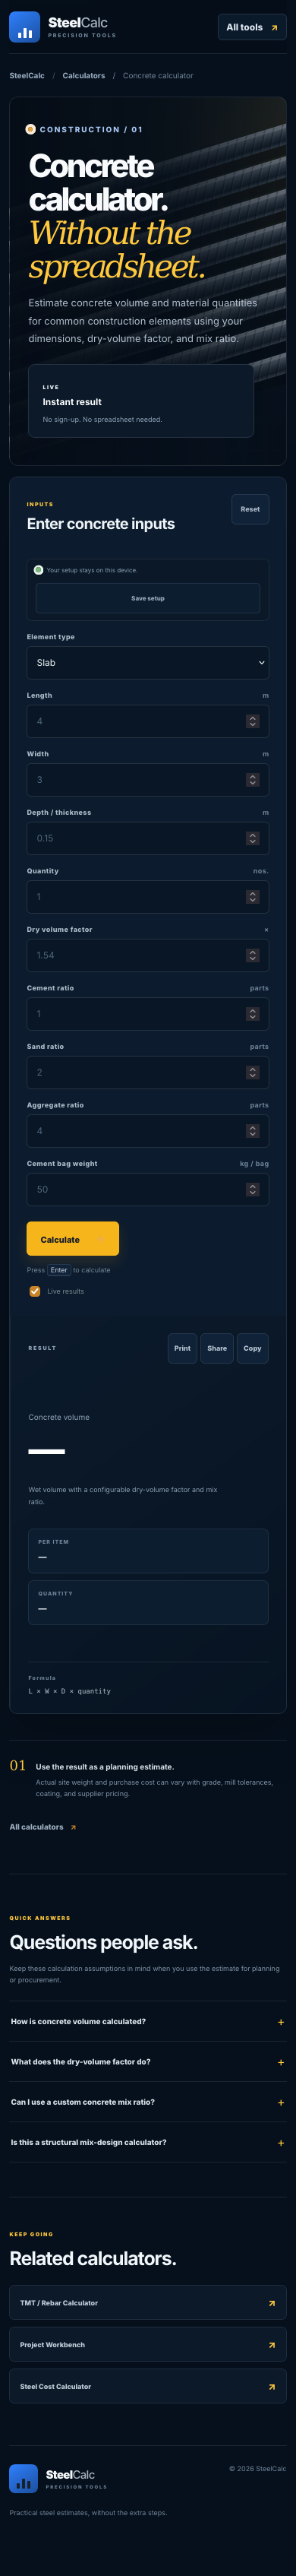 SteelCalc
PRECISION TOOLS
All tools
SteelCalc / Calculators / Concrete calculator
CONSTRUCTION / 01
Concrete
calculator.
Without the
spreadsheet.
Estimate concrete volume and material quantities
for common construction elements using your
dimensions, dry-volume factor, and mix ratio.
LIVE
Instant result
No sign-up. No spreadsheet needed.
INPUTS
Enter concrete inputs
Reset
Your setup stays on this device.
Save setup
Element type
Slab
Length m
4
Width m
3
Depth / thickness m
0.15
Quantity nos.
1
Dry volume factor ×
1.54
Cement ratio parts
1
Sand ratio parts
2
Aggregate ratio parts
4
Cement bag weight kg / bag
50
Calculate
Press Enter to calculate
Live results
RESULT
Print
Share
Copy
Concrete volume
—
Wet volume with a configurable dry-volume factor and mix
ratio.
PER ITEM
—
QUANTITY
—
Formula
L × W × D × quantity
01
Use the result as a planning estimate.
Actual site weight and purchase cost can vary with grade, mill tolerances,
coating, and supplier pricing.
All calculators
QUICK ANSWERS
Questions people ask.
Keep these calculation assumptions in mind when you use the estimate for planning
or procurement.
How is concrete volume calculated? +
What does the dry-volume factor do? +
Can I use a custom concrete mix ratio? +
Is this a structural mix-design calculator? +
KEEP GOING
Related calculators.
TMT / Rebar Calculator
Project Workbench
Steel Cost Calculator
SteelCalc
PRECISION TOOLS
© 2026 SteelCalc
Practical steel estimates, without the extra steps.